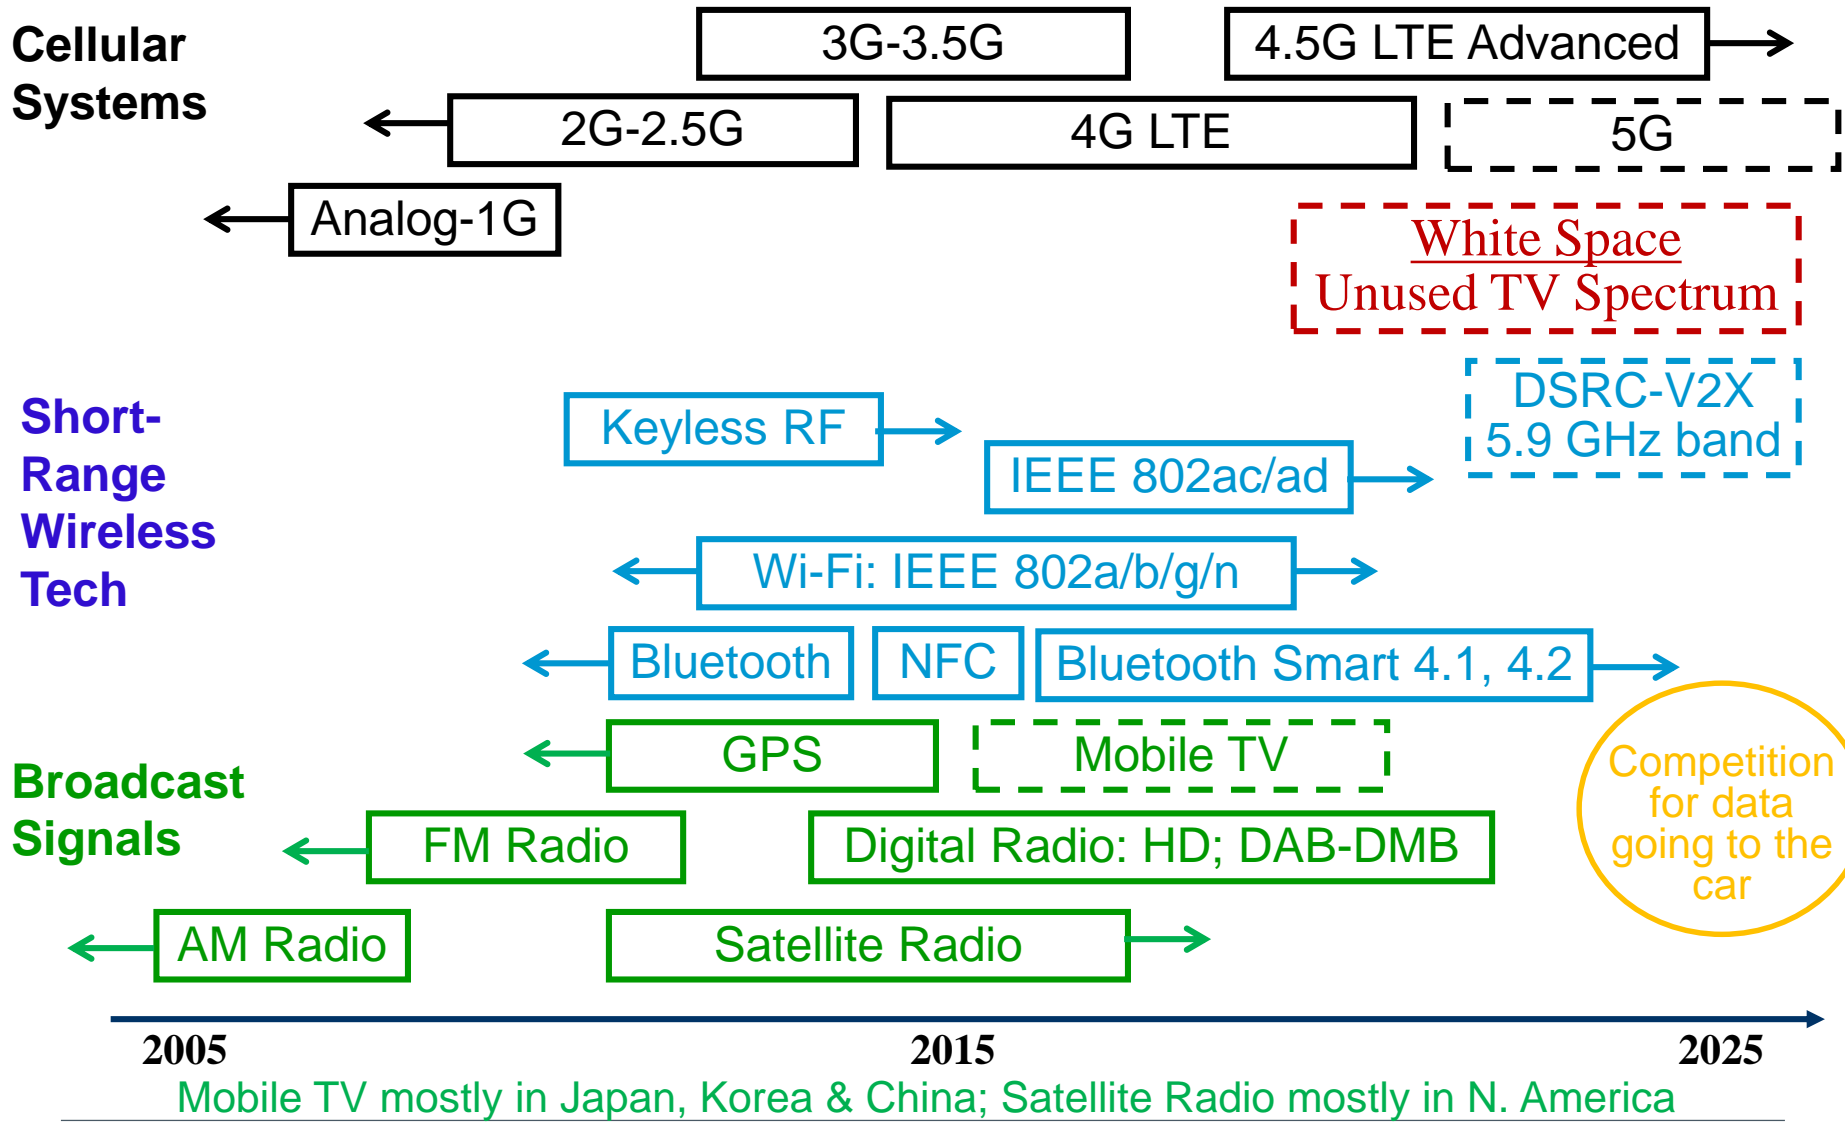 Cellular
Systems
3G-3.5G
4.5G LTE Advanced
2G-2.5G
4G LTE
5G
Analog-1G
White Space
Unused TV Spectrum
Short-
Range
Wireless
Tech
DSRC-V2X
5.9 GHz band
Keyless RF
IEEE 802ac/ad
Wi-Fi: IEEE 802a/b/g/n
Bluetooth
NFC
Bluetooth Smart 4.1, 4.2
Broadcast
Signals
GPS
Mobile TV
FM Radio
Digital Radio: HD; DAB-DMB
AM Radio
Satellite Radio
Competition
for data
going to the
car
2005
2015
2025
Mobile TV mostly in Japan, Korea & China; Satellite Radio mostly in N. America